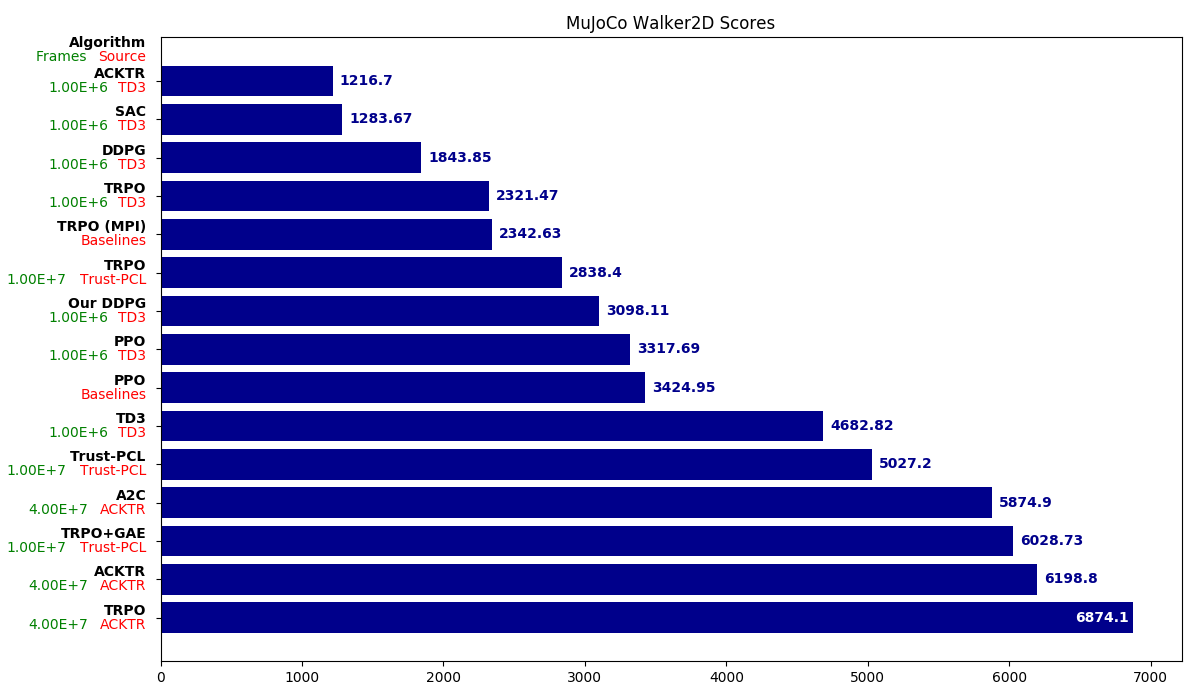 MuJoCo Walker2D Scores
Algorithm
Frames Source
ACKTR
1.00E+6 TD3
1216.7
SAC
1.00E+6 TD3
1283.67
DDPG
1.00E+6 TD3
1843.85
TRPO
1.00E+6 TD3
2321.47
TRPO (MPI)
Baselines
2342.63
TRPO
1.00E+7 Trust-PCL
2838.4
Our DDPG
1.00E+6 TD3
3098.11
PPO
1.00E+6 TD3
3317.69
PPO
Baselines
3424.95
TD3
1.00E+6 TD3
4682.82
Trust-PCL
1.00E+7 Trust-PCL
5027.2
A2C
4.00E+7 ACKTR
5874.9
TRPO+GAE
1.00E+7 Trust-PCL
6028.73
ACKTR
4.00E+7 ACKTR
6198.8
TRPO
4.00E+7 ACKTR
6874.1
0 1000 2000 3000 4000 5000 6000 7000